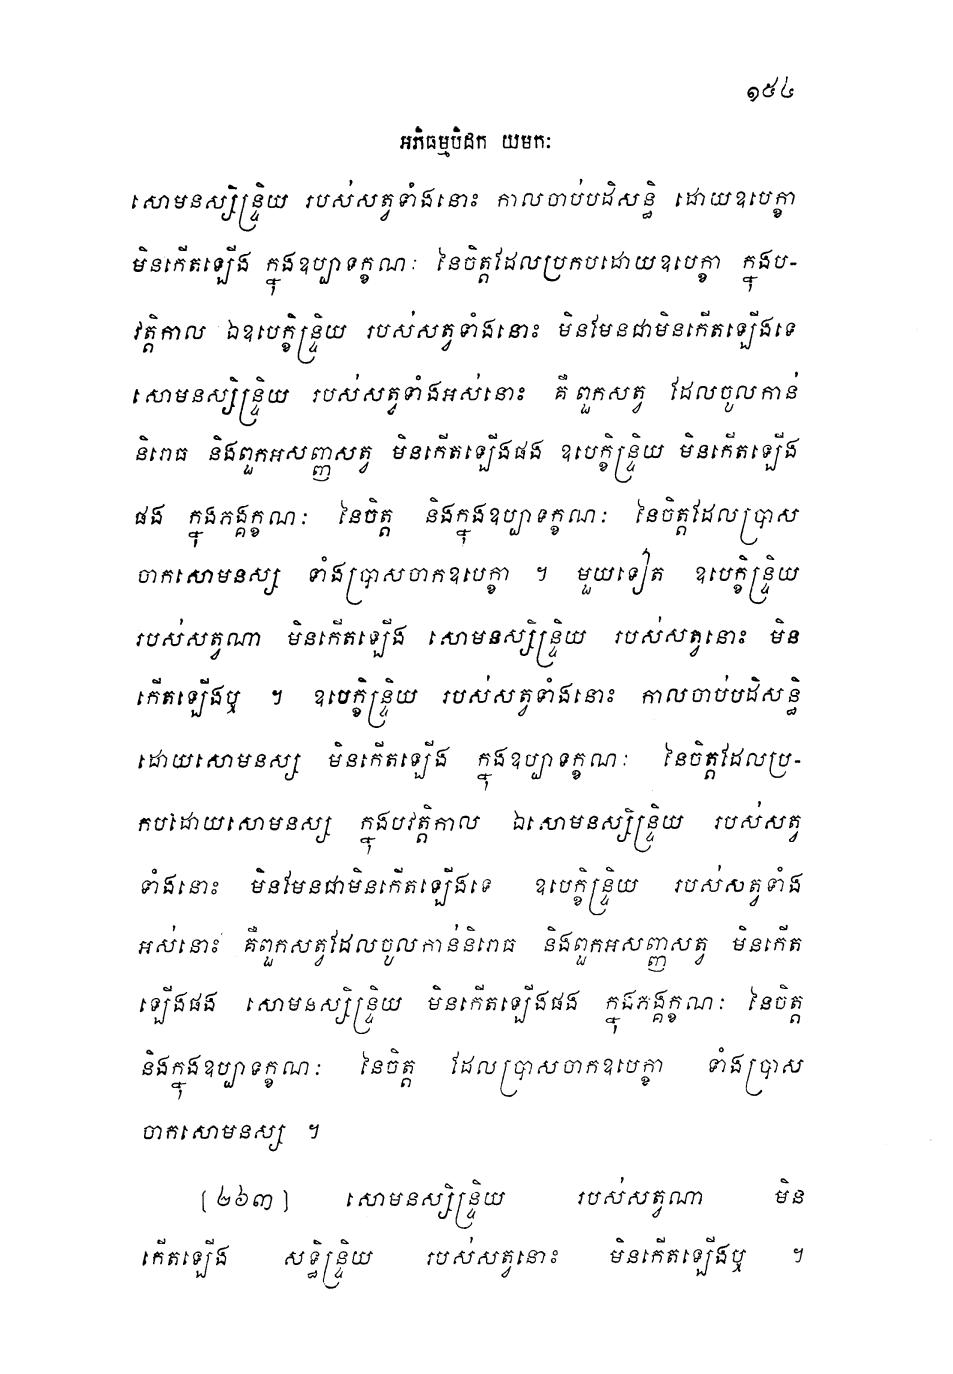 ១៥៤
អភិធម្មបិដក យមកៈ
សោមនស្សិន្ទ្រិយ របស់សត្វទាំងនោះ កាលចាប់បដិសន្ធិ ដោយឧបេក្ខា
មិនកើតឡើង ក្នុងឧប្បាទក្ខណៈ នៃចិត្តដែលប្រកបដោយឧបេក្ខា ក្នុងប-
វត្តិកាល ឯឧបេក្ខិន្ទ្រិយ របស់សត្វទាំងនោះ មិនមែនជាមិនកើតឡើងទេ
សោមនស្សិន្ទ្រិយ របស់សត្វទាំងអស់នោះ គឺ ពួកសត្វ ដែលចូលកាន់
និរោធ និងពួកអសញ្ញសត្វ មិនកើតឡើងផង ឧបេក្ខិន្ទ្រិយ មិនកើតឡើង
ផង ក្នុងភង្គក្ខណៈ នៃចិត្ត និងក្នុងឧប្បាទក្ខណៈ នៃចិត្តដែលប្រាស
ចាកសោមនស្ស ទាំងប្រាសចាកឧបេក្ខា ។ មួយទៀត ឧបេក្ខិន្ទ្រិយ
របស់សត្វណា មិនកើតឡើង សោមនស្សិន្ទ្រិយ របស់សត្វនោះ មិន
កើតឡើងឬ ។ ឧបេក្ខិន្ទ្រិយ របស់សត្វទាំងនោះ កាលចាប់បដិសន្ធិ
ដោយសោមនស្ស មិនកើតឡើង ក្នុងឧប្បាទក្ខណៈ នៃចិត្តដែលប្រ-
កបដោយសោមនស្ស ក្នុងបវត្តិកាល ឯសោមនស្សិន្ទ្រិយ របស់សត្វ
ទាំងនោះ មិនមែនជាមិនកើតឡើងទេ ឧបេក្ខិន្ទ្រិយ របស់សត្វទាំង
អស់នោះ គឺពួកសត្វដែលចូលកាន់និរោធ និងពួកអសញ្ញសត្វ មិនកើត
ឡើងផង សោមនស្សិន្ទ្រិយ មិនកើតឡើងផង ក្នុងភង្គក្ខណៈ នៃចិត្ត
និងក្នុងឧប្បាទក្ខណៈ នៃចិត្ត ដែលប្រាសចាកឧបេក្ខា ទាំងប្រាស
ចាកសោមនស្ស ។
[២៦៣] សោមនស្សិន្ទ្រិយ របស់សត្វណា មិន
កើតឡើង សទ្ធិន្ទ្រិយ របស់សត្វនោះ មិនកើតឡើងឬ ។